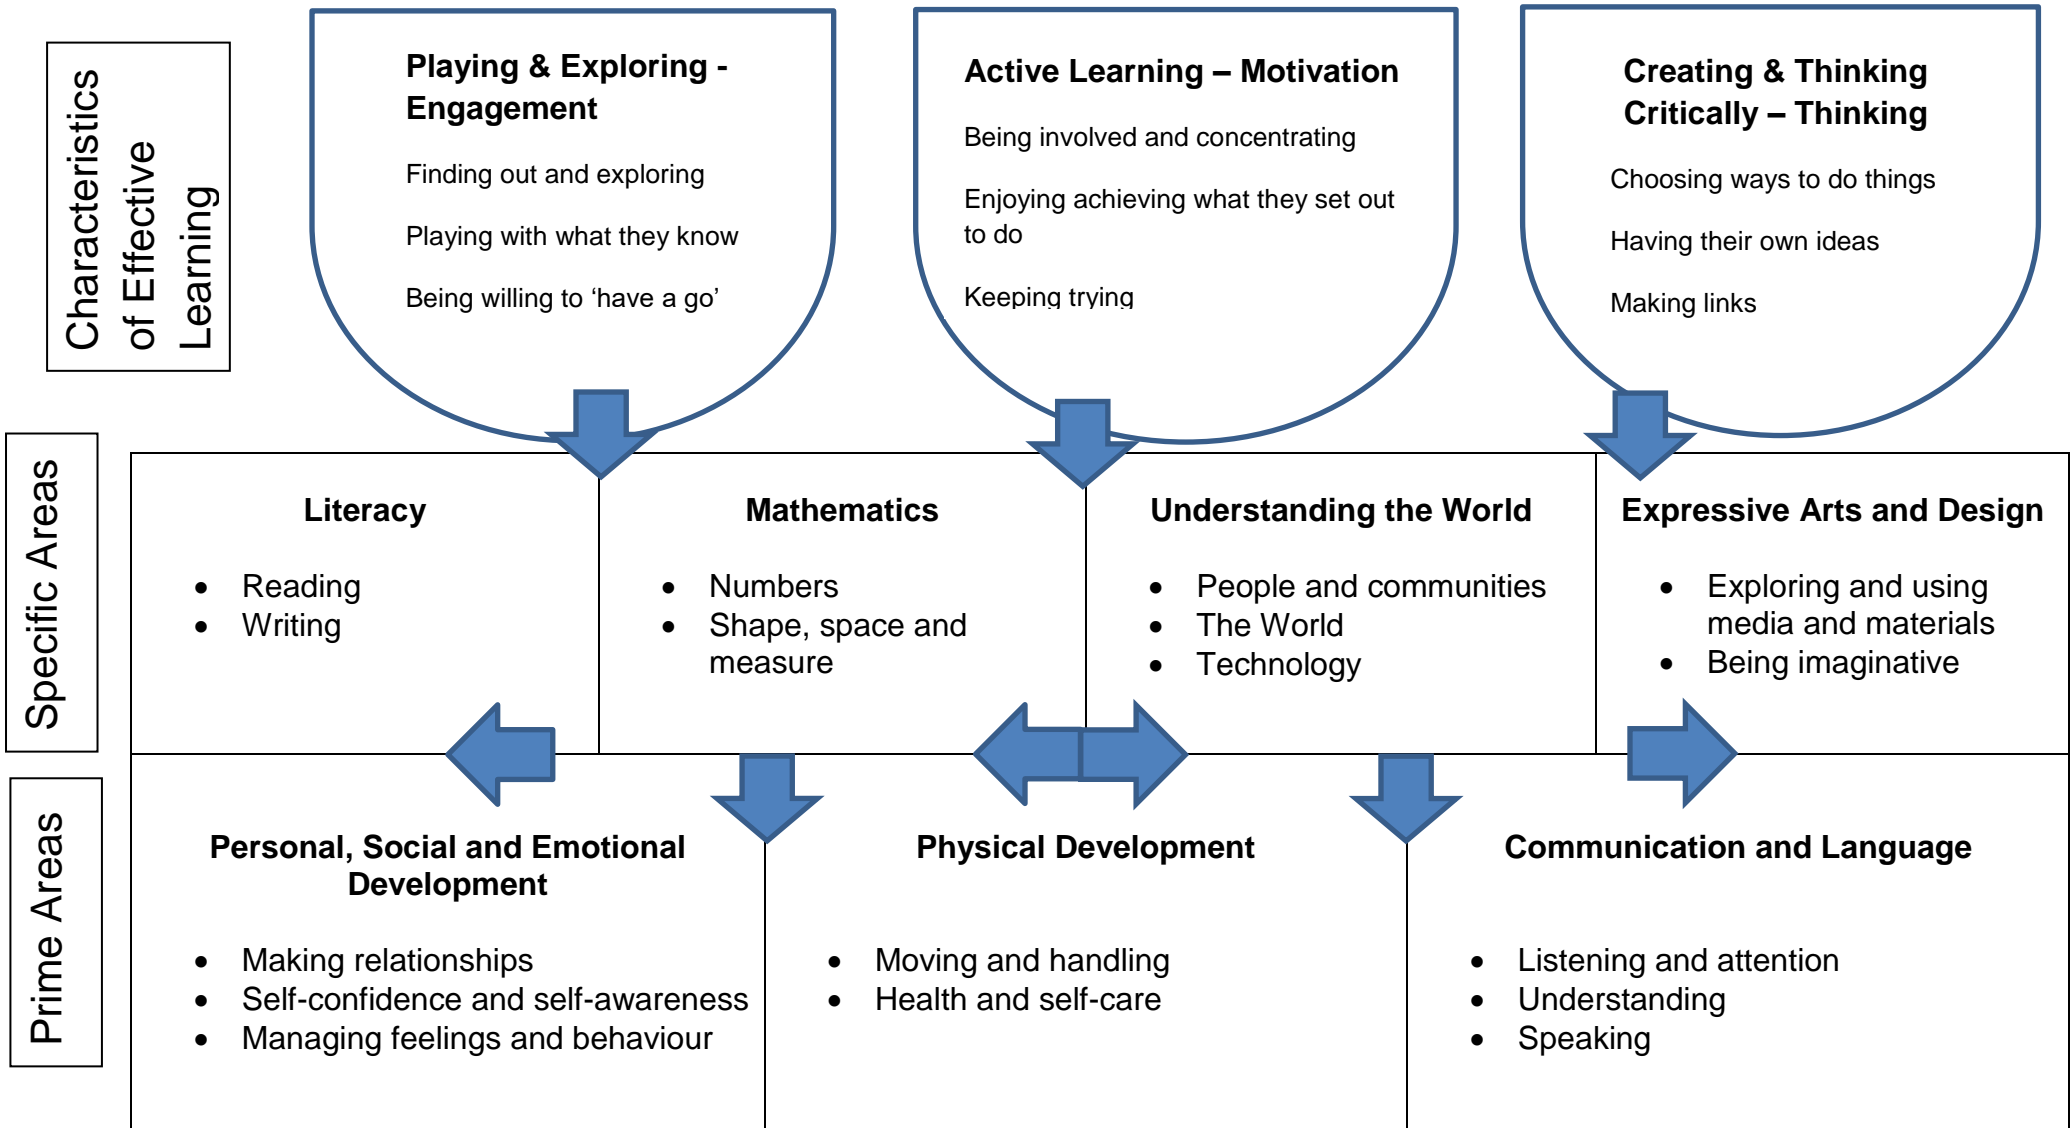 Characteristics
of Effective
Learning
Playing & Exploring -
Engagement
Finding out and exploring
Playing with what they know
Being willing to ‘have a go’
Active Learning – Motivation
Being involved and concentrating
Enjoying achieving what they set out
to do
Keeping trying
Creating & Thinking
Critically – Thinking
Choosing ways to do things
Having their own ideas
Making links
Specific Areas
Literacy
• Reading
• Writing
Mathematics
• Numbers
• Shape, space and
measure
Understanding the World
• People and communities
• The World
• Technology
Expressive Arts and Design
• Exploring and using
media and materials
• Being imaginative
Prime Areas
Personal, Social and Emotional
Development
• Making relationships
• Self-confidence and self-awareness
• Managing feelings and behaviour
Physical Development
• Moving and handling
• Health and self-care
Communication and Language
• Listening and attention
• Understanding
• Speaking